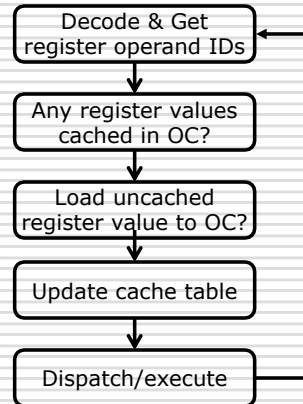 Decode & Get
register operand IDs
Any register values
cached in OC?
Load uncached
register value to OC?
Update cache table
Dispatch/execute